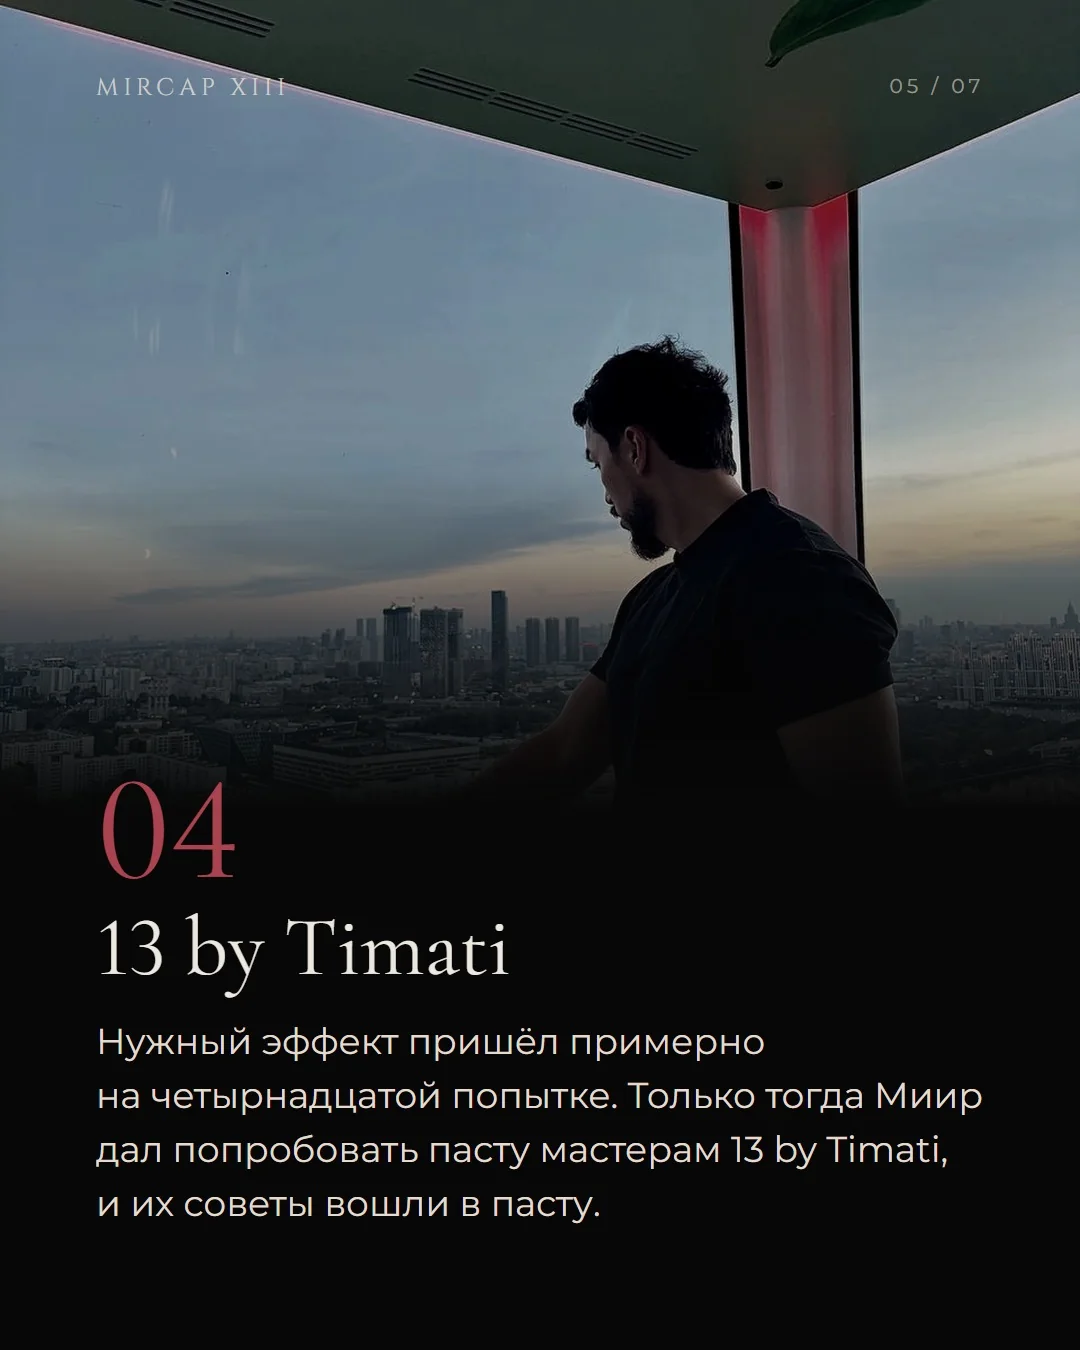 MIRCAP XIII
05 / 07
04
13 by Timati
Нужный эффект пришёл примерно
на четырнадцатой попытке. Только тогда Миир
дал попробовать пасту мастерам 13 by Timati,
и их советы вошли в пасту.